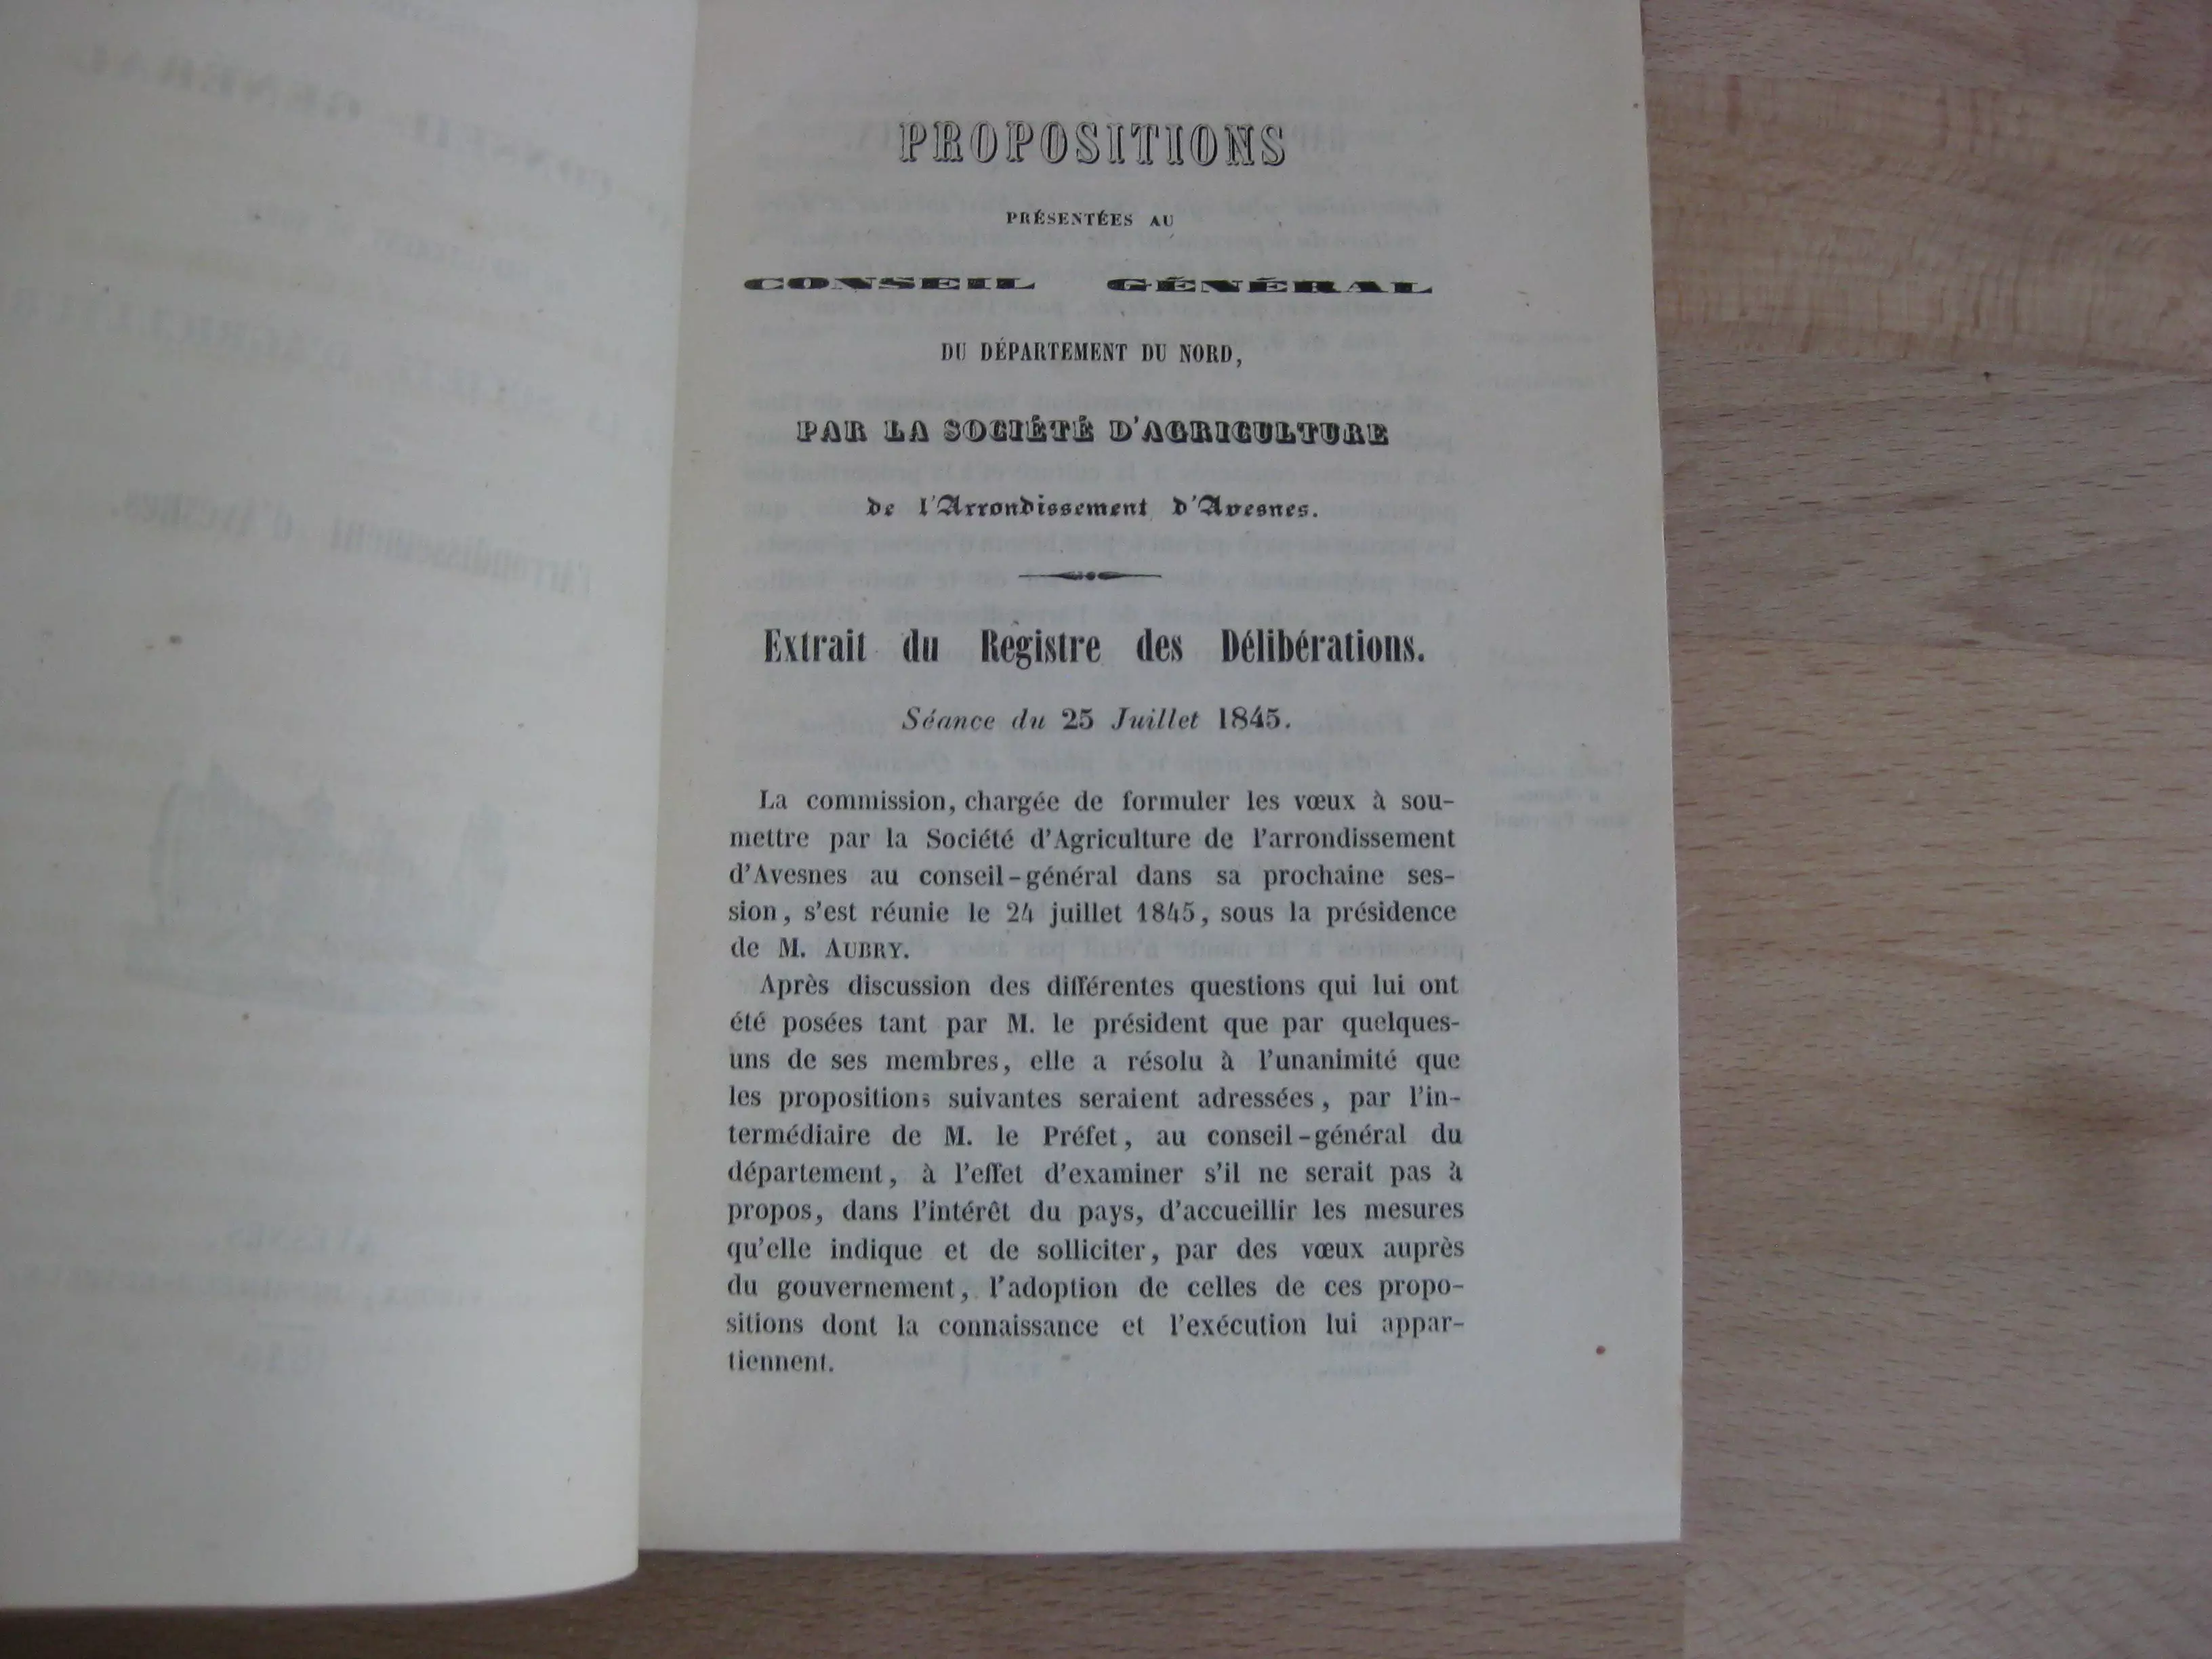 PROPOSITIONS
PRÉSENTÉES AU
CONSEIL GÉNÉRAL
DU DÉPARTEMENT DU NORD,
PAR LA SOCIÉTÉ D'AGRICULTURE
de l'Arrondissement d'Avesnes.
Extrait du Registre des Délibérations.
Séance du 25 Juillet 1845.
La commission, chargée de formuler les vœux à sou-
mettre par la Société d'Agriculture de l'arrondissement
d'Avesnes au conseil-général dans sa prochaine ses-
sion, s'est réunie le 24 juillet 1845, sous la présidence
de M. AUBRY.
Après discussion des différentes questions qui lui ont
été posées tant par M. le président que par quelques-
uns de ses membres, elle a résolu à l'unanimité que
les propositions suivantes seraient adressées, par l'in-
termédiaire de M. le Préfet, au conseil-général du
département, à l'effet d'examiner s'il ne serait pas à
propos, dans l'intérêt du pays, d'accueillir les mesures
qu'elle indique et de solliciter, par des vœux auprès
du gouvernement, l'adoption de celles de ces propo-
sitions dont la connaissance et l'exécution lui appar-
tiennent.